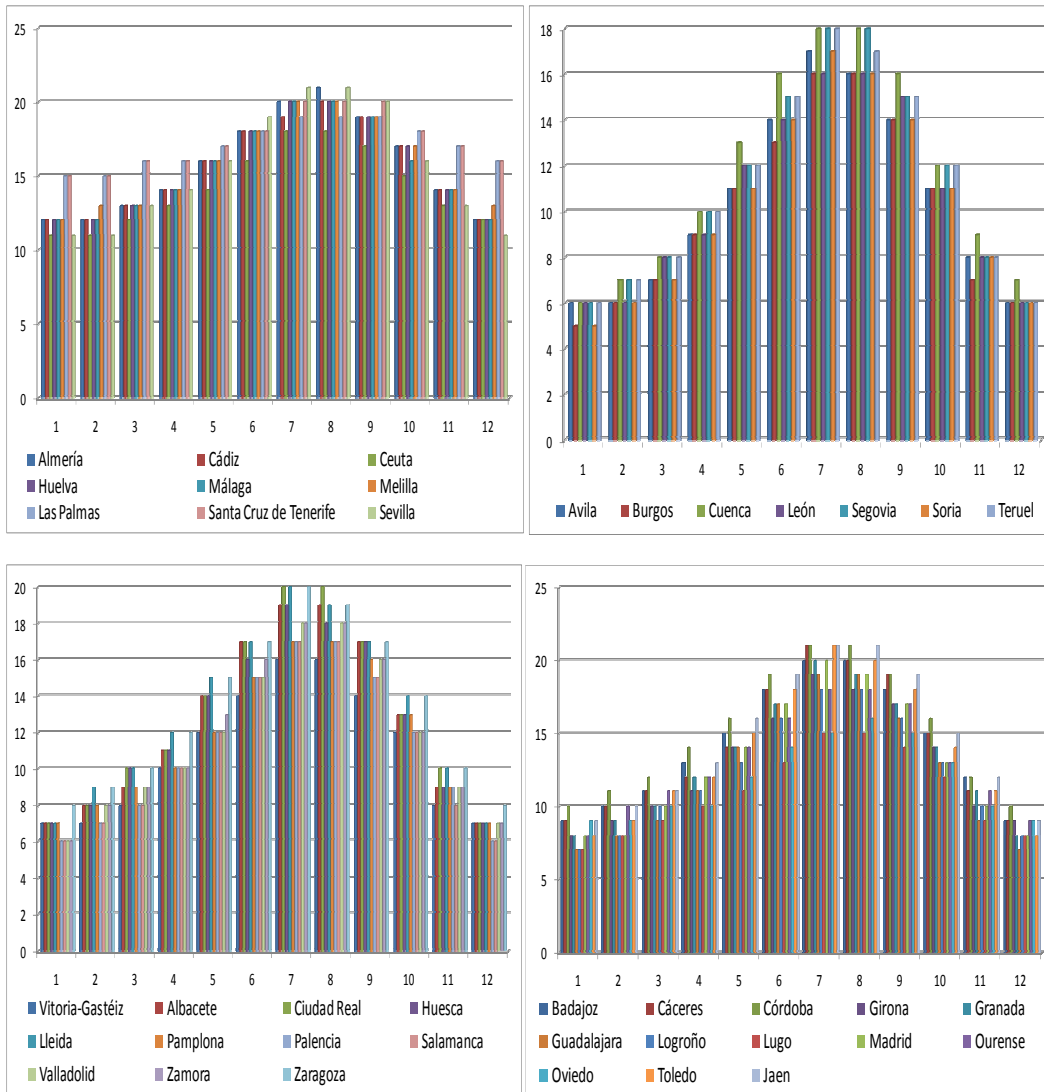 25
20
15
10
5
0
1 2 3 4 5 6 7 8 9 10 11 12
Almería Cádiz Ceuta
Huelva Málaga Melilla
Las Palmas Santa Cruz de Tenerife Sevilla
18
16
14
12
10
8
6
4
2
0
1 2 3 4 5 6 7 8 9 10 11 12
Avila Burgos Cuenca León Segovia Soria Teruel
20
18
16
14
12
10
8
6
4
2
0
1 2 3 4 5 6 7 8 9 10 11 12
Vitoria-Gastéiz Albacete Ciudad Real Huesca
Lleida Pamplona Palencia Salamanca
Valladolid Zamora Zaragoza
25
20
15
10
5
0
1 2 3 4 5 6 7 8 9 10 11 12
Badajoz Cáceres Córdoba Girona Granada
Guadalajara Logroño Lugo Madrid Ourense
Oviedo Toledo Jaen